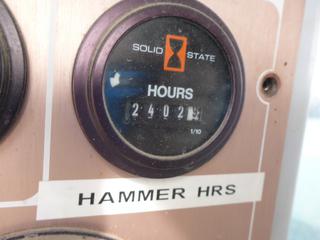 SOLID STATE
HOURS
2402
1/10
HAMMER HRS